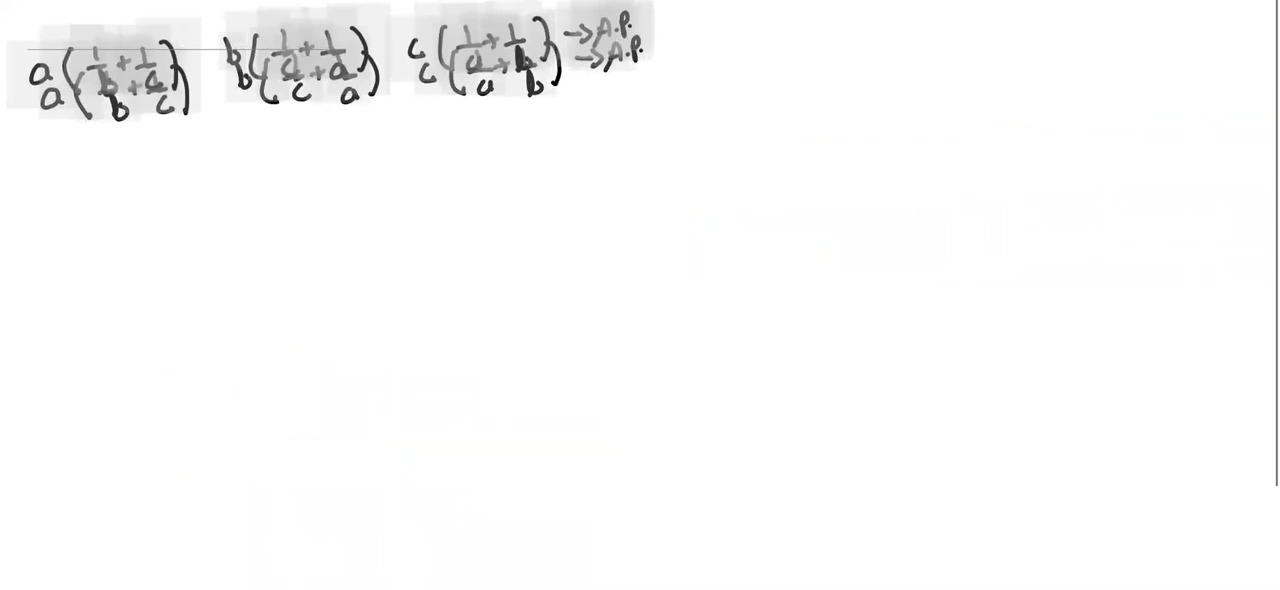 a(1/b + 1/c) b(1/c + 1/a) c(1/a + 1/b) → A.P.